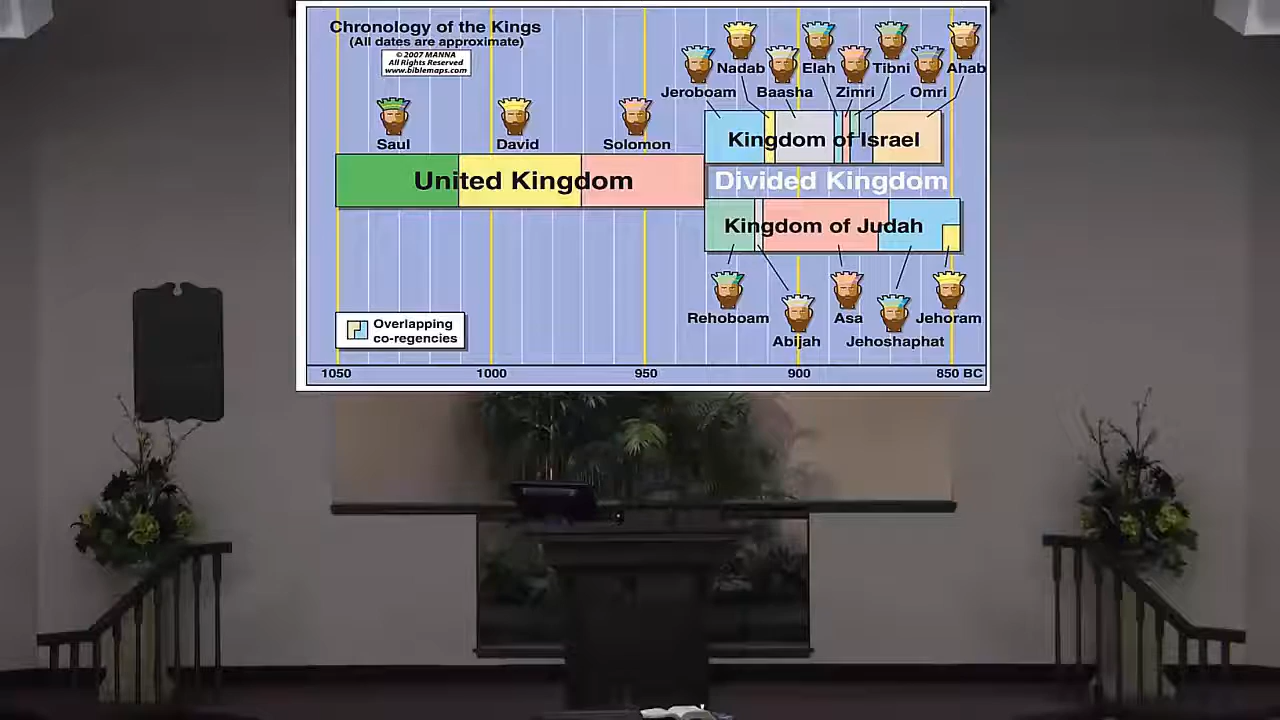 Chronology of the Kings
(All dates are approximate)
© 2007 MANNA
All Rights Reserved
www.biblemaps.com
Nadab
Elah
Tibni
Ahab
Jeroboam
Baasha
Zimri
Omri
Saul
David
Solomon
Kingdom of Israel
United Kingdom
Divided Kingdom
Kingdom of Judah
Rehoboam
Asa
Jehoram
Abijah
Jehoshaphat
Overlapping
co-regencies
1050
1000
950
900
850 BC